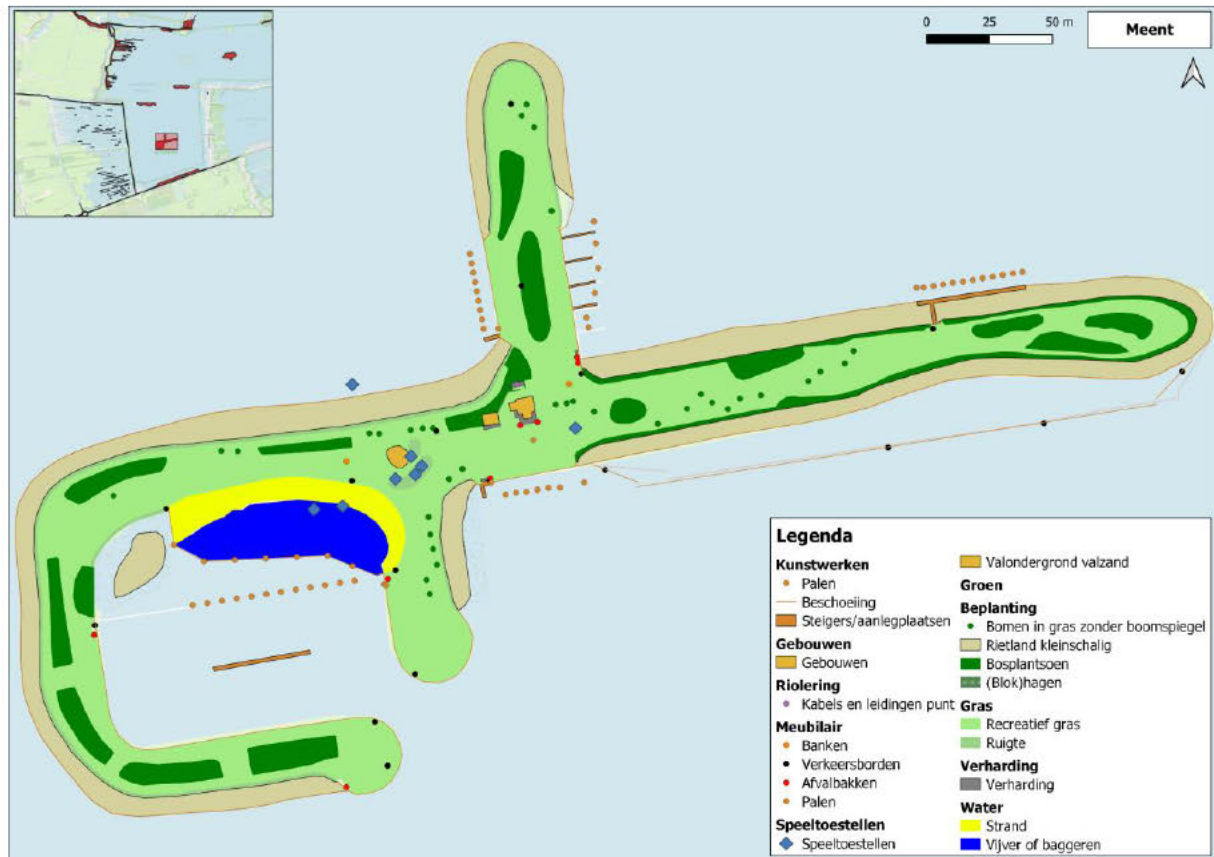 0 25 50 m
Meent
Legenda
Kunstwerken
Palen
Beschoeiing
Steigers/aanlegplaatsen
Gebouwen
Gebouwen
Riolering
Kabels en leidingen punt
Meubilair
Banken
Verkeersborden
Afvalbakken
Palen
Speeltoestellen
Speeltoestellen
Valondergrond valzand
Groen
Beplanting
Bomen in gras zonder boomspiegel
Rietland kleinschalig
Bosplantsoen
(Blok)hagen
Gras
Recreatief gras
Ruigte
Verharding
Verharding
Water
Strand
Vijver of baggeren